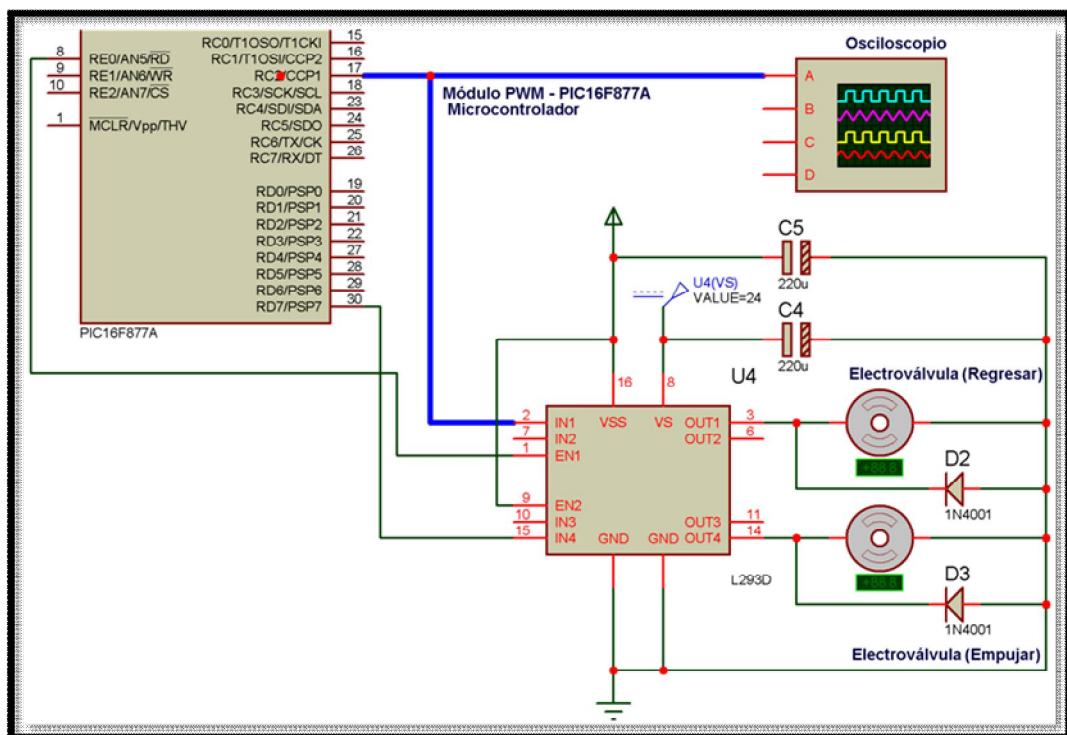 8 RE0/AN5/RD
9 RE1/AN6/WR
10 RE2/AN7/CS
1 MCLR/Vpp/THV
RC0/T1OSO/T1CKI 15
RC1/T1OSI/CCP2 16
RC2/CCP1 17
RC3/SCK/SCL 18
RC4/SDI/SDA 23
RC5/SDO 24
RC6/TX/CK 25
RC7/RX/DT 26
RD0/PSP0 19
RD1/PSP1 20
RD2/PSP2 21
RD3/PSP3 22
RD4/PSP4 27
RD5/PSP5 28
RD6/PSP6 29
RD7/PSP7 30
PIC16F877A
Módulo PWM - PIC16F877A
Microcontrolador
Osciloscopio
A
B
C
D
C5
220u
U4(VS)
VALUE=24
C4
220u
U4
16
8
VSS
VS
2 IN1
7 IN2
1 EN1
9 EN2
10 IN3
15 IN4
OUT1 3
OUT2 6
OUT3 11
OUT4 14
GND
GND
L293D
Electroválvula (Regresar)
+88.8
D2
1N4001
+88.8
D3
1N4001
Electroválvula (Empujar)